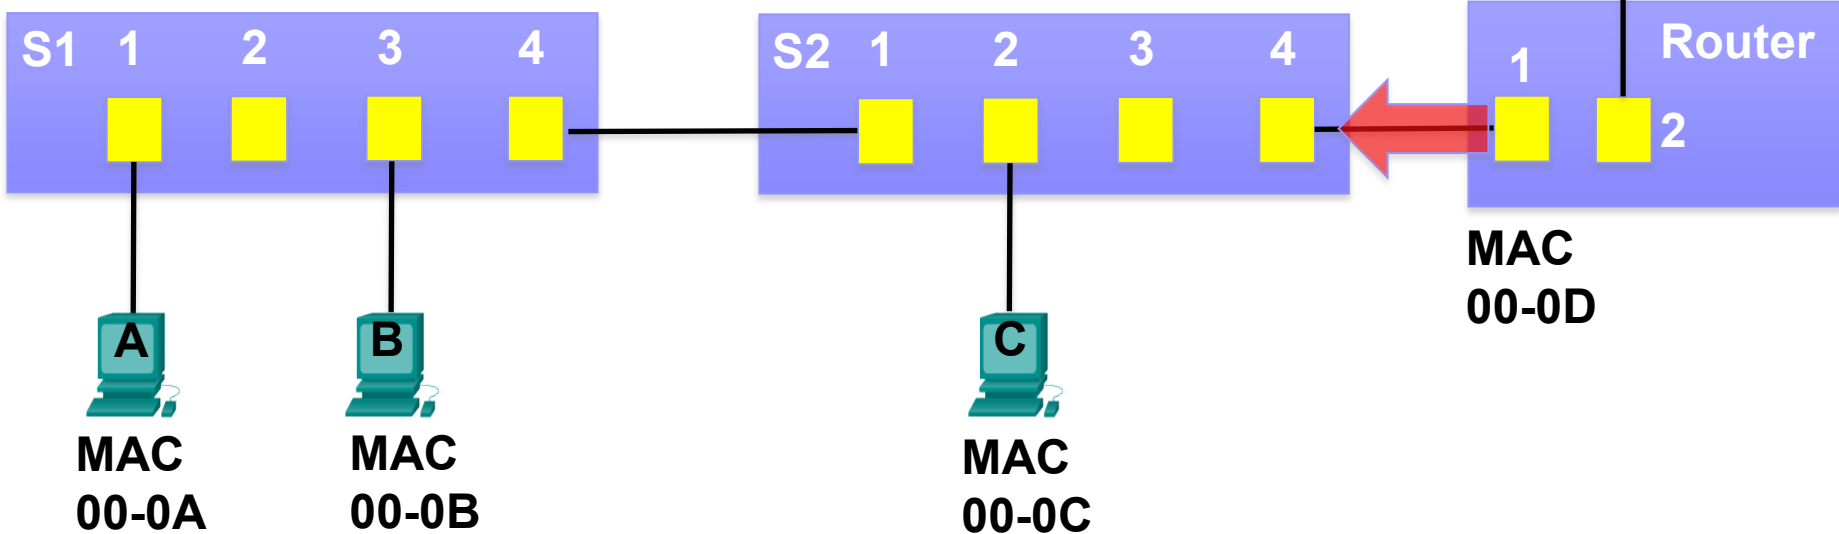 S1 1 2 3 4
S2 1 2 3 4
1 Router
2
MAC
00-0D
A
B
C
MAC
00-0A
MAC
00-0B
MAC
00-0C